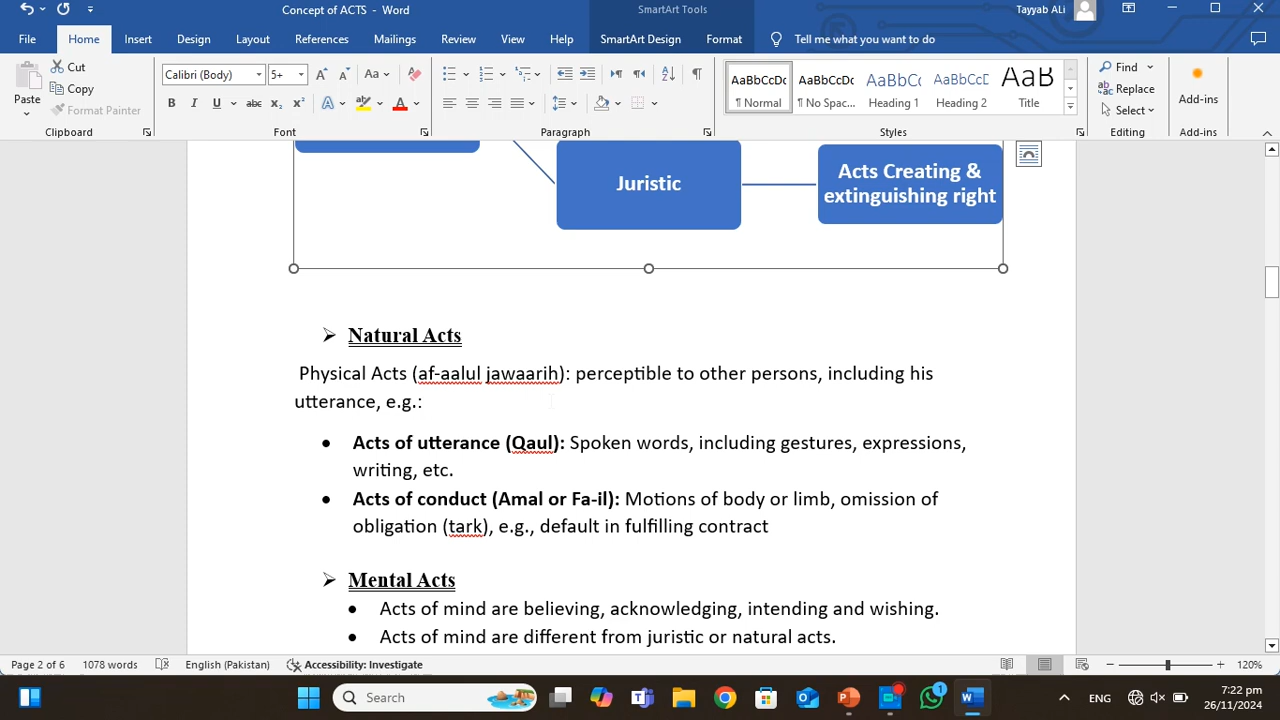 Concept of ACTS - Word
SmartArt Tools
Tayyab ALi
File Home Insert Design Layout References Mailings Review View Help SmartArt Design Format Tell me what you want to do
Paste
Cut
Copy
Format Painter
Clipboard
Calibri (Body) 5+
Font
Paragraph
AaBbCcDc AaBbCcDc AaBbCc AaBbCcD AaB
¶ Normal ¶ No Spac... Heading 1 Heading 2 Title
Styles
Find
Replace
Select
Editing
Add-ins
Add-ins
Juristic
Acts Creating &
extinguishing right
Natural Acts
Physical Acts (af-aalul jawaarih): perceptible to other persons, including his
utterance, e.g.:
• Acts of utterance (Qaul): Spoken words, including gestures, expressions,
writing, etc.
• Acts of conduct (Amal or Fa-il): Motions of body or limb, omission of
obligation (tark), e.g., default in fulfilling contract
Mental Acts
• Acts of mind are believing, acknowledging, intending and wishing.
• Acts of mind are different from juristic or natural acts.
Page 2 of 6 1078 words English (Pakistan) Accessibility: Investigate 120%
Search
ENG
7:22 pm
26/11/2024